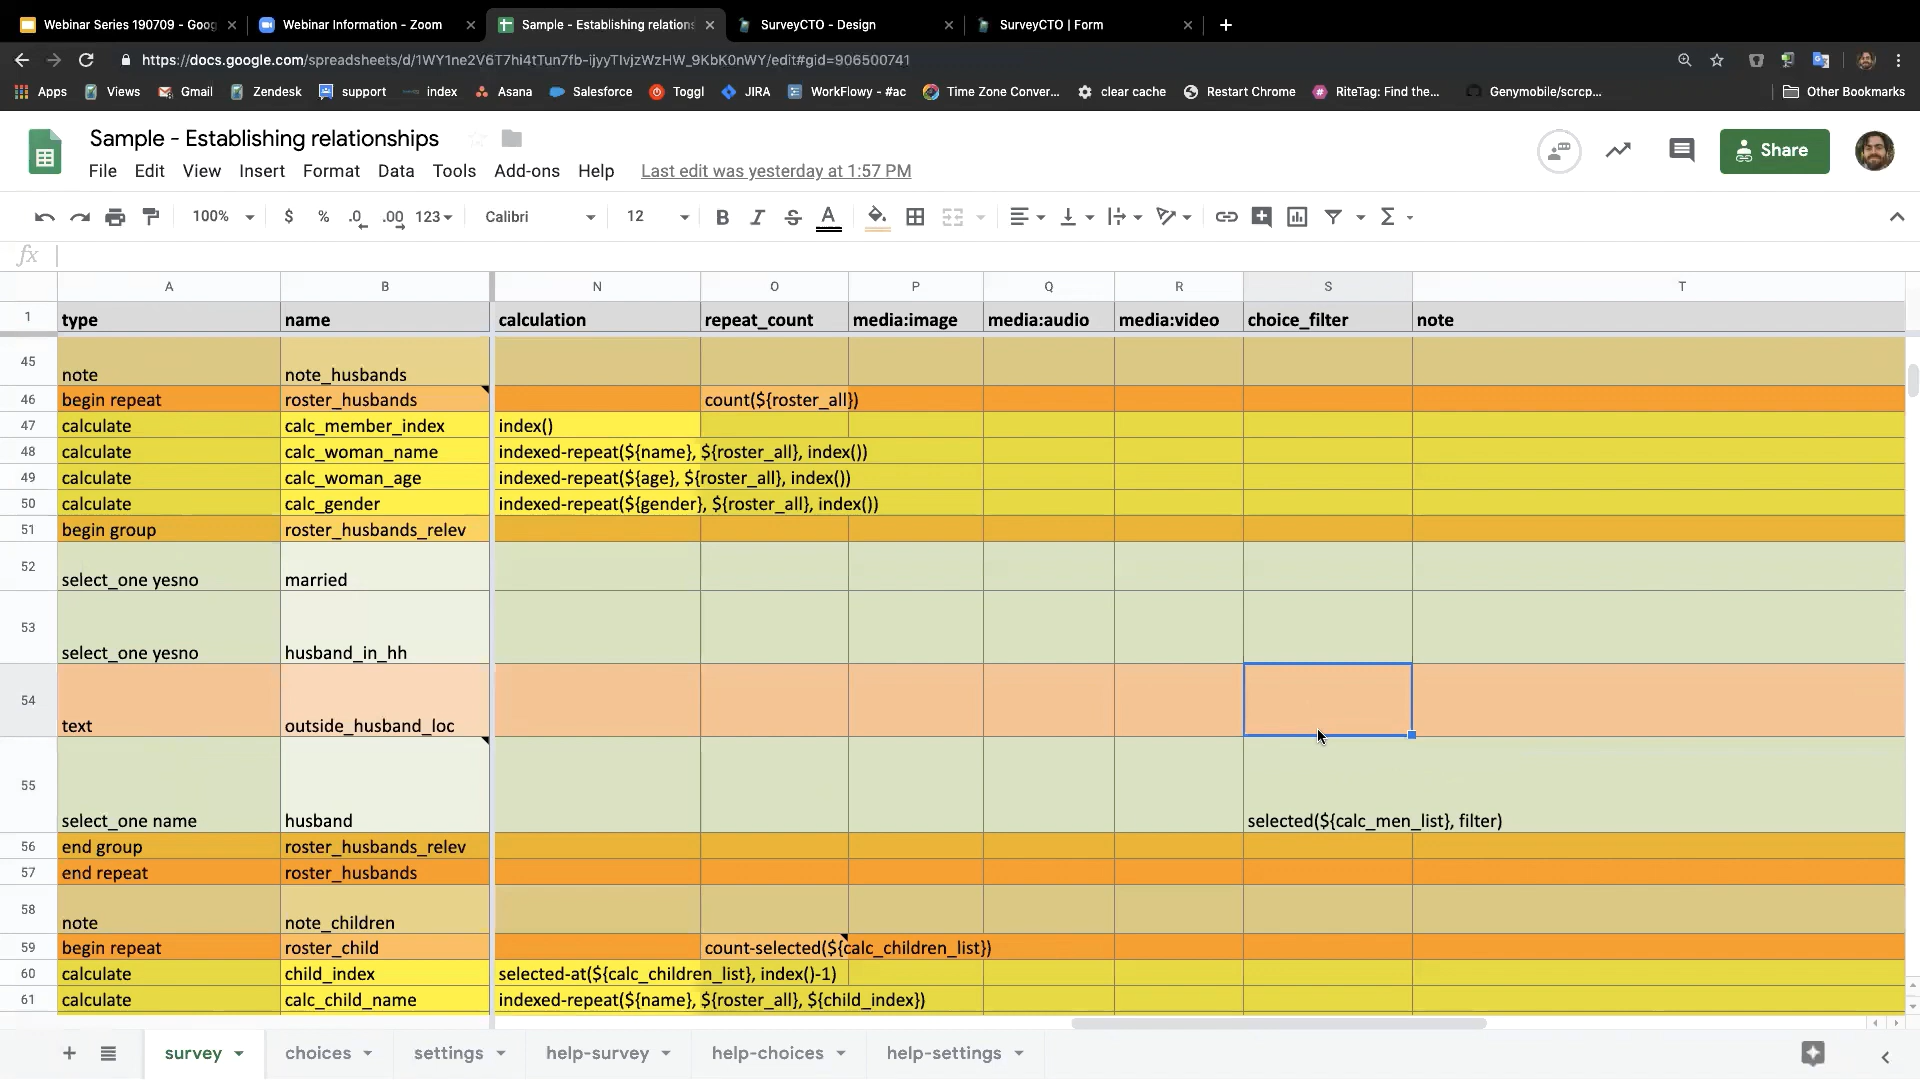 Webinar Series 190709 - Goog
Webinar Information - Zoom
Sample - Establishing relations
SurveyCTO - Design
SurveyCTO | Form
https://docs.google.com/spreadsheets/d/1WY1ne2V6T7hi4tTun7fb-ijyyTIvjzWzHW_9KbK0nWY/edit#gid=906500741
Apps Views Gmail Zendesk support index Asana Salesforce Toggl JIRA WorkFlowy - #ac Time Zone Conver... clear cache Restart Chrome RiteTag: Find the... Genymobile/scrcp... Other Bookmarks
Sample - Establishing relationships
File Edit View Insert Format Data Tools Add-ons Help Last edit was yesterday at 1:57 PM
Share
100% $ % .0 .00 123 Calibri 12 B I S A
fx
A B N O P Q R S T
1 type name calculation repeat_count media:image media:audio media:video choice_filter note
45 note note_husbands
46 begin repeat roster_husbands count(${roster_all})
47 calculate calc_member_index index()
48 calculate calc_woman_name indexed-repeat(${name}, ${roster_all}, index())
49 calculate calc_woman_age indexed-repeat(${age}, ${roster_all}, index())
50 calculate calc_gender indexed-repeat(${gender}, ${roster_all}, index())
51 begin group roster_husbands_relev
52 select_one yesno married
53 select_one yesno husband_in_hh
54 text outside_husband_loc
55 select_one name husband selected(${calc_men_list}, filter)
56 end group roster_husbands_relev
57 end repeat roster_husbands
58 note note_children
59 begin repeat roster_child count-selected(${calc_children_list})
60 calculate child_index selected-at(${calc_children_list}, index()-1)
61 calculate calc_child_name indexed-repeat(${name}, ${roster_all}, ${child_index})
survey choices settings help-survey help-choices help-settings